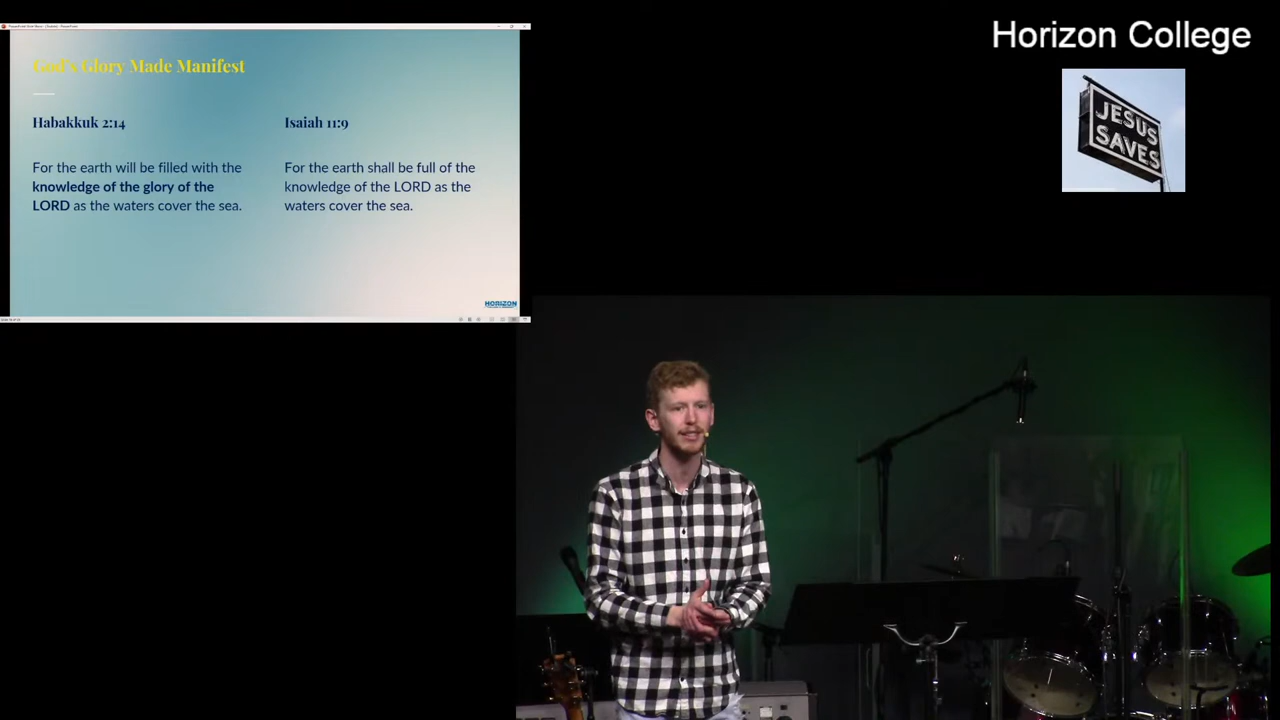 God's Glory Made Manifest
Habakkuk 2:14
For the earth will be filled with the
knowledge of the glory of the
LORD as the waters cover the sea.
Isaiah 11:9
For the earth shall be full of the
knowledge of the LORD as the
waters cover the sea.
HORIZON
Horizon College
JESUS
SAVES